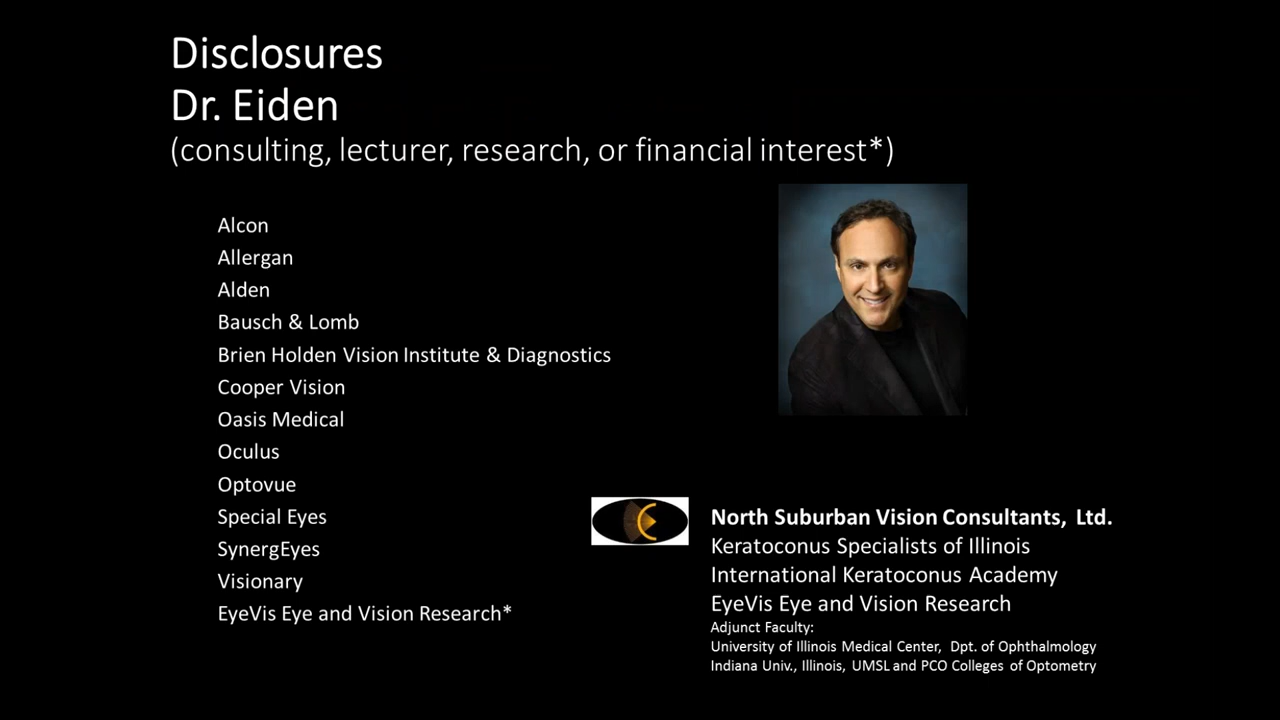 Disclosures
Dr. Eiden
(consulting, lecturer, research, or financial interest*)
Alcon
Allergan
Alden
Bausch & Lomb
Brien Holden Vision Institute & Diagnostics
Cooper Vision
Oasis Medical
Oculus
Optovue
Special Eyes
SynergEyes
Visionary
EyeVis Eye and Vision Research*
North Suburban Vision Consultants, Ltd.
Keratoconus Specialists of Illinois
International Keratoconus Academy
EyeVis Eye and Vision Research
Adjunct Faculty:
University of Illinois Medical Center, Dpt. of Ophthalmology
Indiana Univ., Illinois, UMSL and PCO Colleges of Optometry